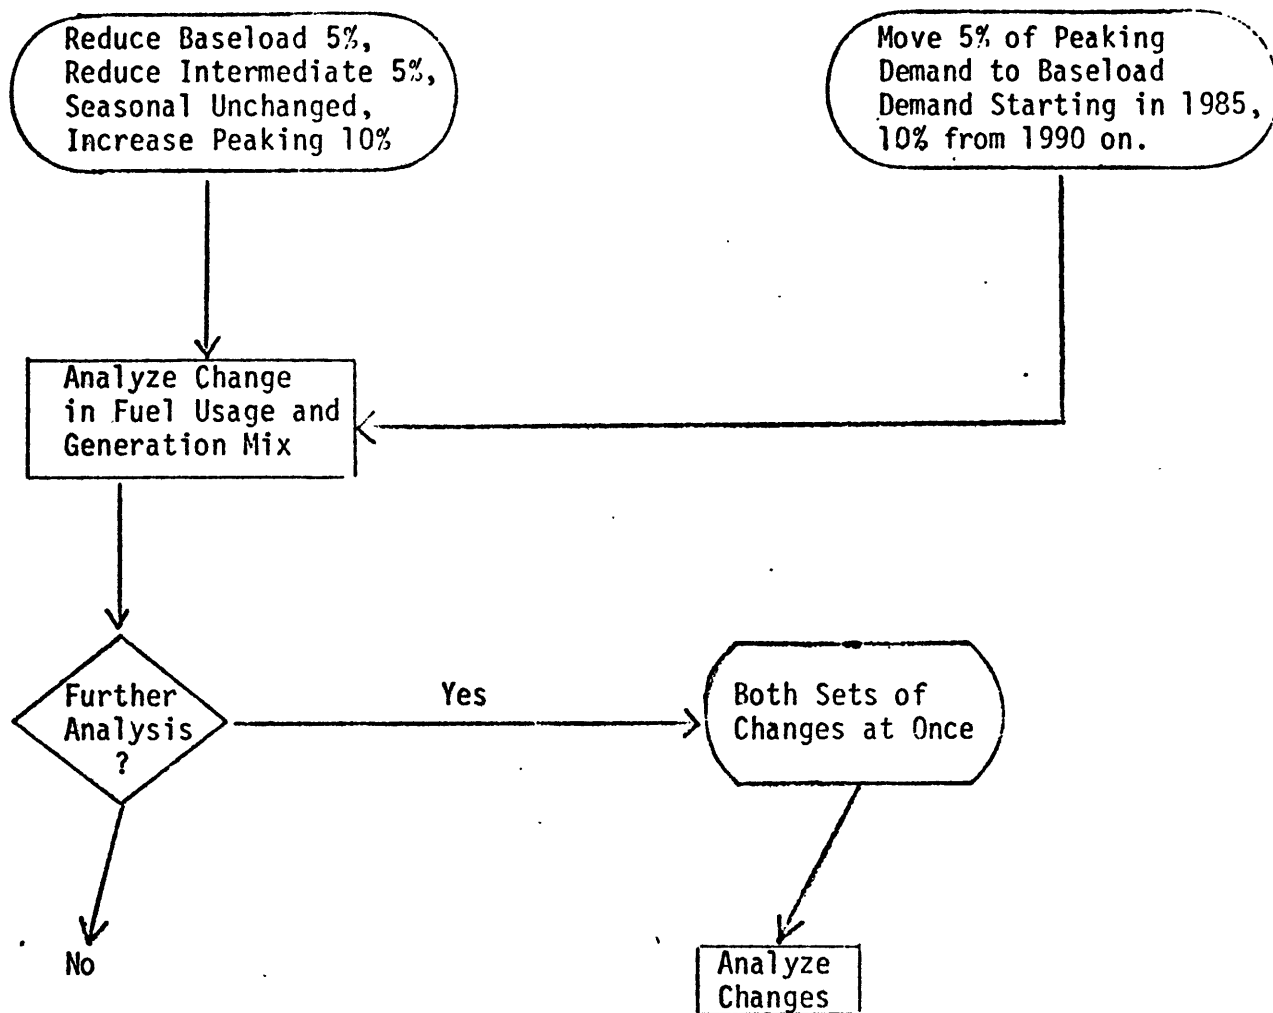 Reduce Baseload 5%,
Reduce Intermediate 5%,
Seasonal Unchanged,
Increase Peaking 10%
Move 5% of Peaking
Demand to Baseload
Demand Starting in 1985,
10% from 1990 on.
Analyze Change
in Fuel Usage and
Generation Mix
Further
Analysis
?
Yes
Both Sets of
Changes at Once
No
Analyze
Changes